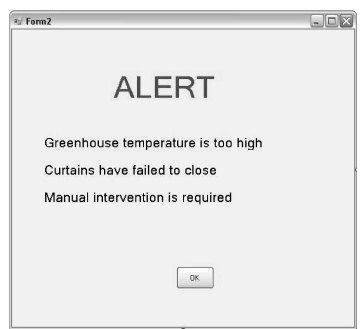 Form2
ALERT
Greenhouse temperature is too high
Curtains have failed to close
Manual intervention is required
OK